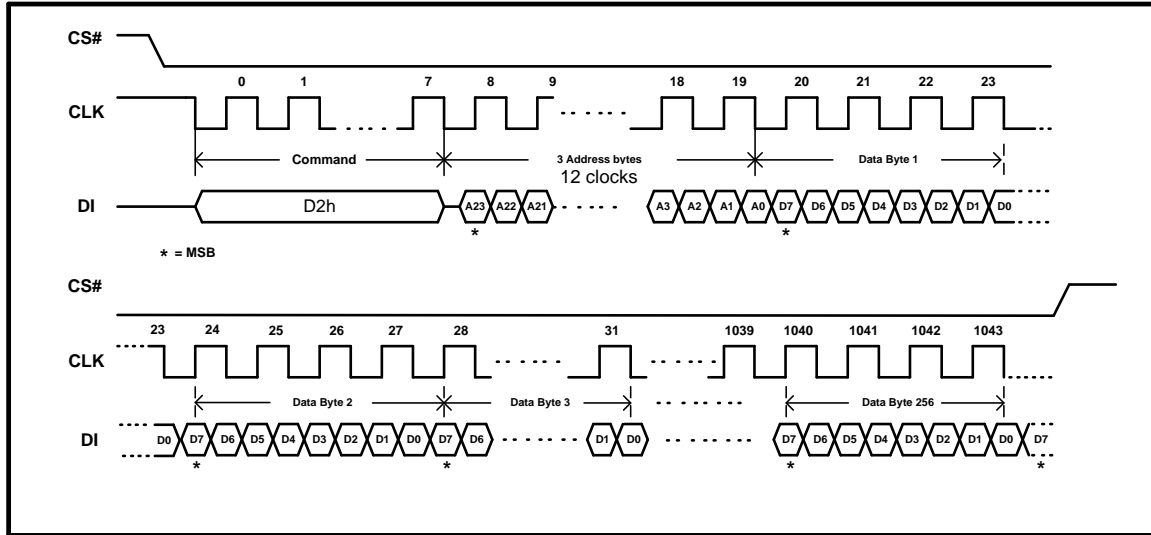 CS#
0 1 7 8 9 18 19 20 21 22 23
CLK
Command 3 Address bytes Data Byte 1
12 clocks
DI D2h A23 A22 A21 A3 A2 A1 A0 D7 D6 D5 D4 D3 D2 D1 D0
* *
* = MSB
CS#
23 24 25 26 27 28 31 1039 1040 1041 1042 1043
CLK
Data Byte 2 Data Byte 3 Data Byte 256
DI D0 D7 D6 D5 D4 D3 D2 D1 D0 D7 D6 D1 D0 D7 D6 D5 D4 D3 D2 D1 D0 D7
* * * *